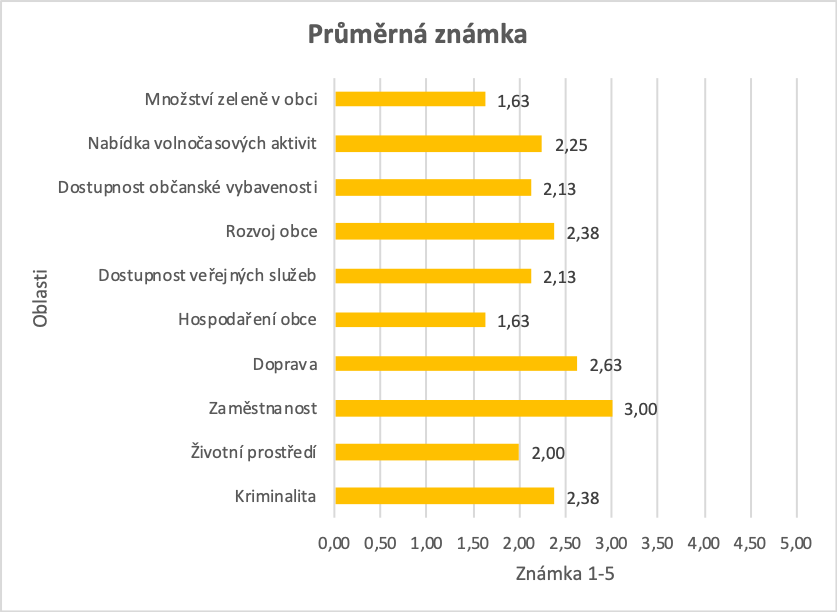 Průměrná známka
Množství zeleně v obci 1,63
Nabídka volnočasových aktivit 2,25
Dostupnost občanské vybavenosti 2,13
Rozvoj obce 2,38
Dostupnost veřejných služeb 2,13
Hospodaření obce 1,63
Doprava 2,63
Zaměstnanost 3,00
Životní prostředí 2,00
Kriminalita 2,38
Oblasti
0,00 0,50 1,00 1,50 2,00 2,50 3,00 3,50 4,00 4,50 5,00
Známka 1-5